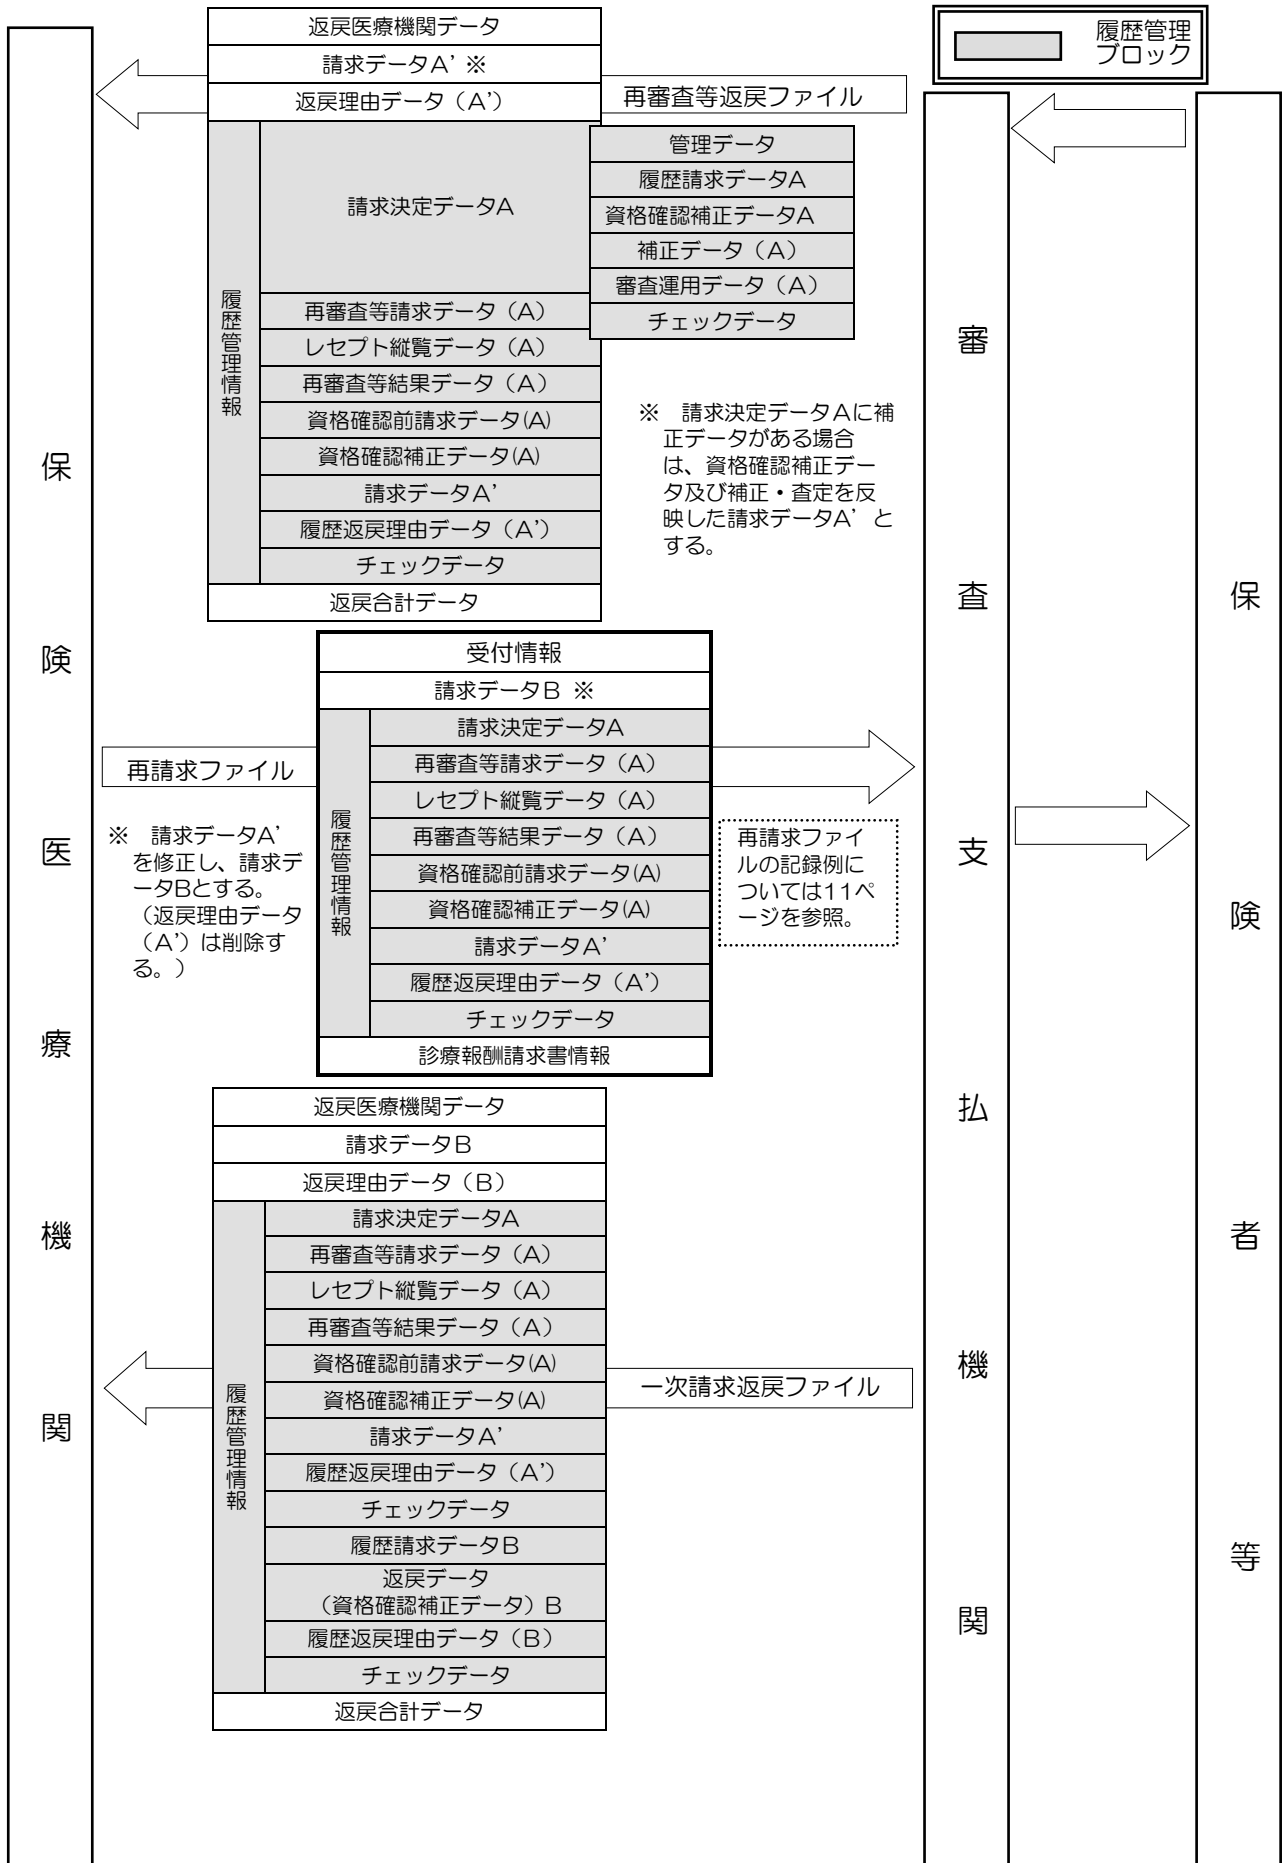 履歴管理
ブロック
保険医療機関
審査支払機関
保険者等
返戻医療機関データ
請求データA’ ※
返戻理由データ（A’）
再審査等返戻ファイル
履歴管理情報
請求決定データA
管理データ
履歴請求データA
資格確認補正データA
補正データ（A）
審査運用データ（A）
チェックデータ
再審査等請求データ（A）
レセプト縦覧データ（A）
再審査等結果データ（A）
資格確認前請求データ(A)
資格確認補正データ(A)
請求データA’
履歴返戻理由データ（A’）
チェックデータ
返戻合計データ
※　請求決定データAに補
正データがある場合
は、資格確認補正デー
タ及び補正・査定を反
映した請求データA’と
する。
受付情報
請求データB ※
再請求ファイル
履歴管理情報
請求決定データA
再審査等請求データ（A）
レセプト縦覧データ（A）
再審査等結果データ（A）
資格確認前請求データ(A)
資格確認補正データ(A)
請求データA’
履歴返戻理由データ（A’）
チェックデータ
診療報酬請求書情報
※　請求データA’
を修正し、請求デ
ータBとする。
（返戻理由データ
（A’）は削除す
る。）
再請求ファイ
ルの記録例に
ついては11ペ
ージを参照。
返戻医療機関データ
請求データB
返戻理由データ（B）
履歴管理情報
請求決定データA
再審査等請求データ（A）
レセプト縦覧データ（A）
再審査等結果データ（A）
資格確認前請求データ(A)
資格確認補正データ(A)
請求データA’
履歴返戻理由データ（A’）
チェックデータ
履歴請求データB
返戻データ
（資格確認補正データ）B
履歴返戻理由データ（B）
チェックデータ
返戻合計データ
一次請求返戻ファイル